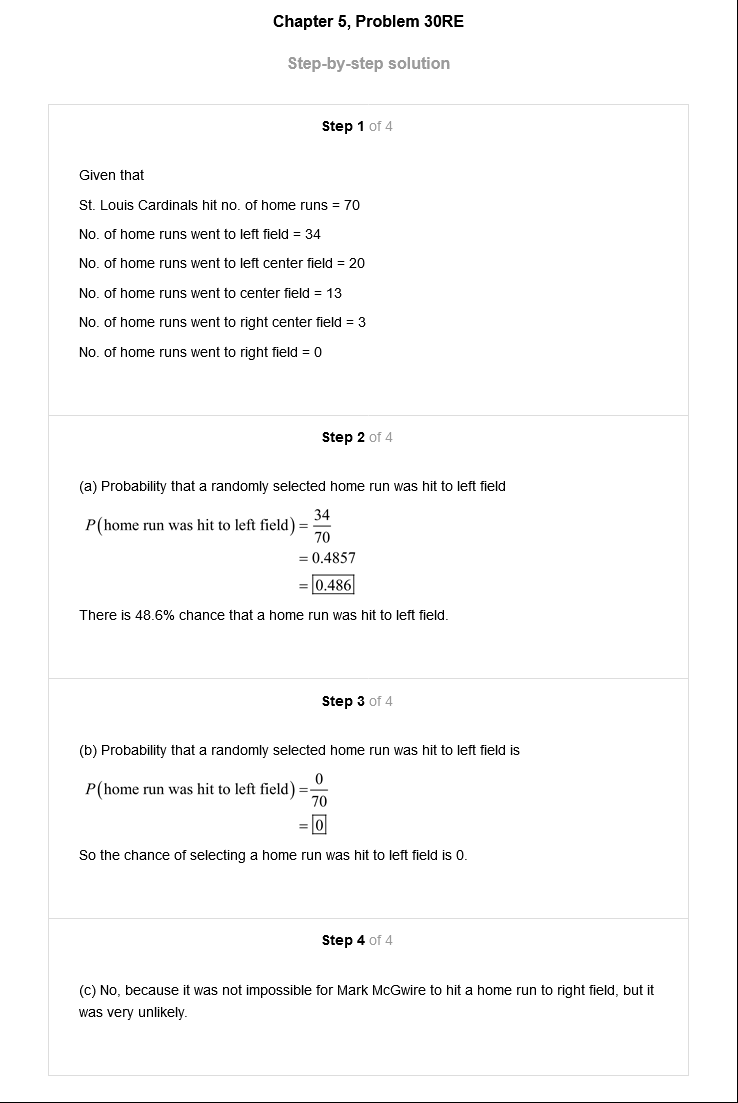 Chapter 5, Problem 30RE
Step-by-step solution
Step 1 of 4
Given that
St. Louis Cardinals hit no. of home runs = 70
No. of home runs went to left field = 34
No. of home runs went to left center field = 20
No. of home runs went to center field = 13
No. of home runs went to right center field = 3
No. of home runs went to right field = 0
Step 2 of 4
(a) Probability that a randomly selected home run was hit to left field
P(home run was hit to left field) = 34/70
= 0.4857
= 0.486
There is 48.6% chance that a home run was hit to left field.
Step 3 of 4
(b) Probability that a randomly selected home run was hit to left field is
P(home run was hit to left field) = 0/70
= 0
So the chance of selecting a home run was hit to left field is 0.
Step 4 of 4
(c) No, because it was not impossible for Mark McGwire to hit a home run to right field, but it
was very unlikely.